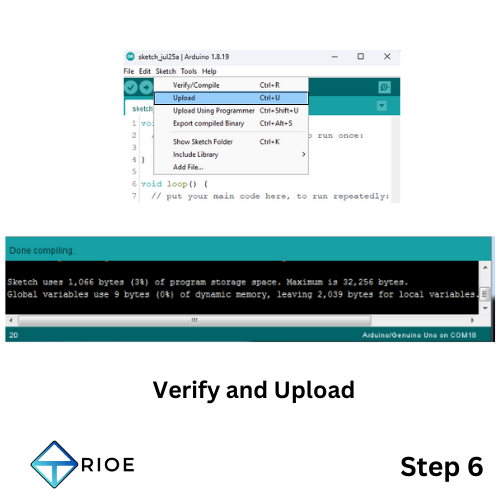 sketch_jul25a | Arduino 1.8.19
File Edit Sketch Tools Help
Verify/Compile Ctrl+R
Upload Ctrl+U
Upload Using Programmer Ctrl+Shift+U
Export compiled Binary Ctrl+Alt+S
Show Sketch Folder Ctrl+K
Include Library
Add File...
sketch
1 voi
2 / o run once:
3
4 }
5
6 void loop() {
7 // put your main code here, to run repeatedly:
Done compiling.
Sketch uses 1,066 bytes (3%) of program storage space. Maximum is 32,256 bytes.
Global variables use 9 bytes (0%) of dynamic memory, leaving 2,039 bytes for local variables.
20 Arduino/Genuino Uno on COM18
Verify and Upload
RIOE
Step 6